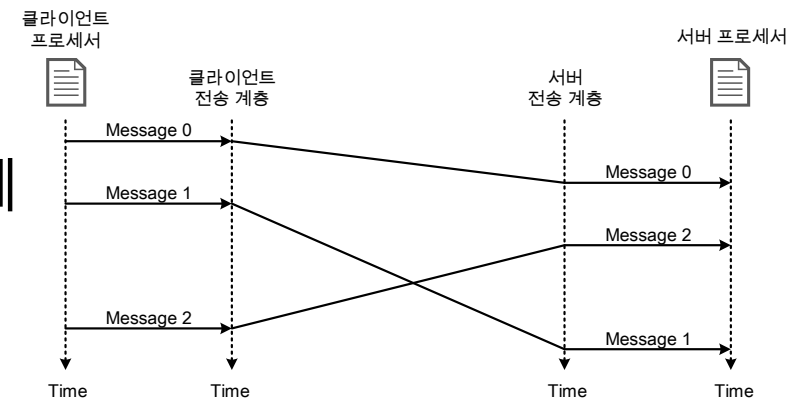 클라이언트
프로세서
서버 프로세서
클라이언트
전송 계층
서버
전송 계층
Message 0
Message 0
Message 1
Message 2
Message 2
Message 1
Time
Time
Time
Time